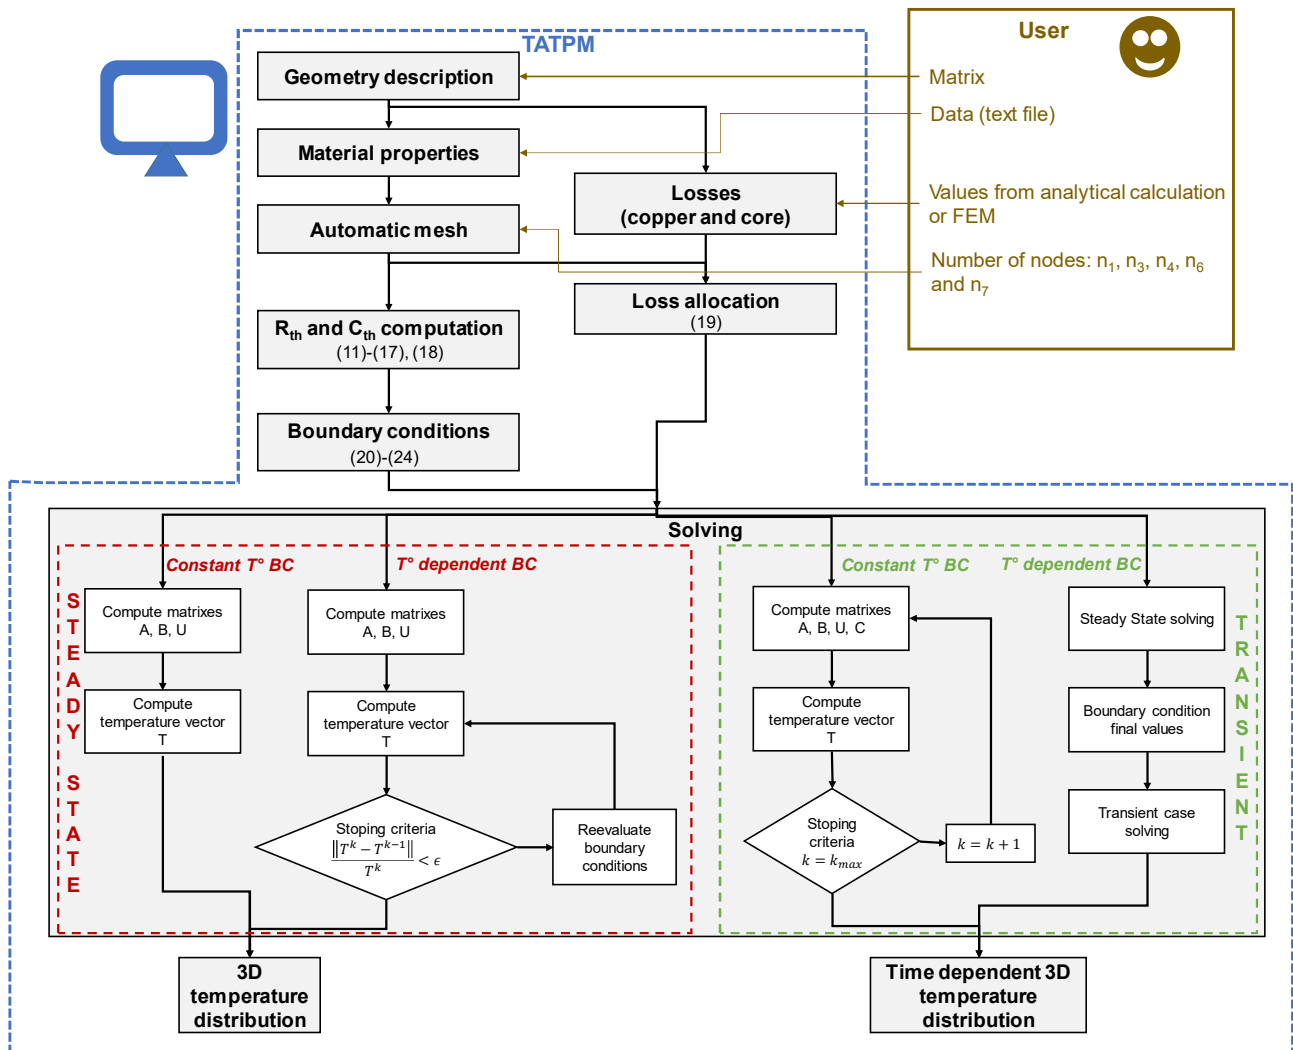 TATPM
User
Geometry description
Matrix
Data (text file)
Material properties
Losses
(copper and core)
Values from analytical calculation
or FEM
Automatic mesh
Number of nodes: n₁, n₃, n₄, n₆
and n₇
Loss allocation
(19)
Rth and Cth computation
(11)-(17), (18)
Boundary conditions
(20)-(24)
Solving
STEADY STATE
Constant T° BC
Compute matrixes
A, B, U
Compute
temperature vector
T
T° dependent BC
Compute matrixes
A, B, U
Compute
temperature vector
T
Stoping criteria
‖T^k − T^{k-1}‖
T^k
< ϵ
Reevaluate
boundary
conditions
Constant T° BC
Compute matrixes
A, B, U, C
Compute
temperature vector
T
Stoping
criteria
k = kmax
k = k + 1
T° dependent BC
Steady State solving
Boundary condition
final values
Transient case
solving
TRANSIENT
3D
temperature
distribution
Time dependent 3D
temperature
distribution